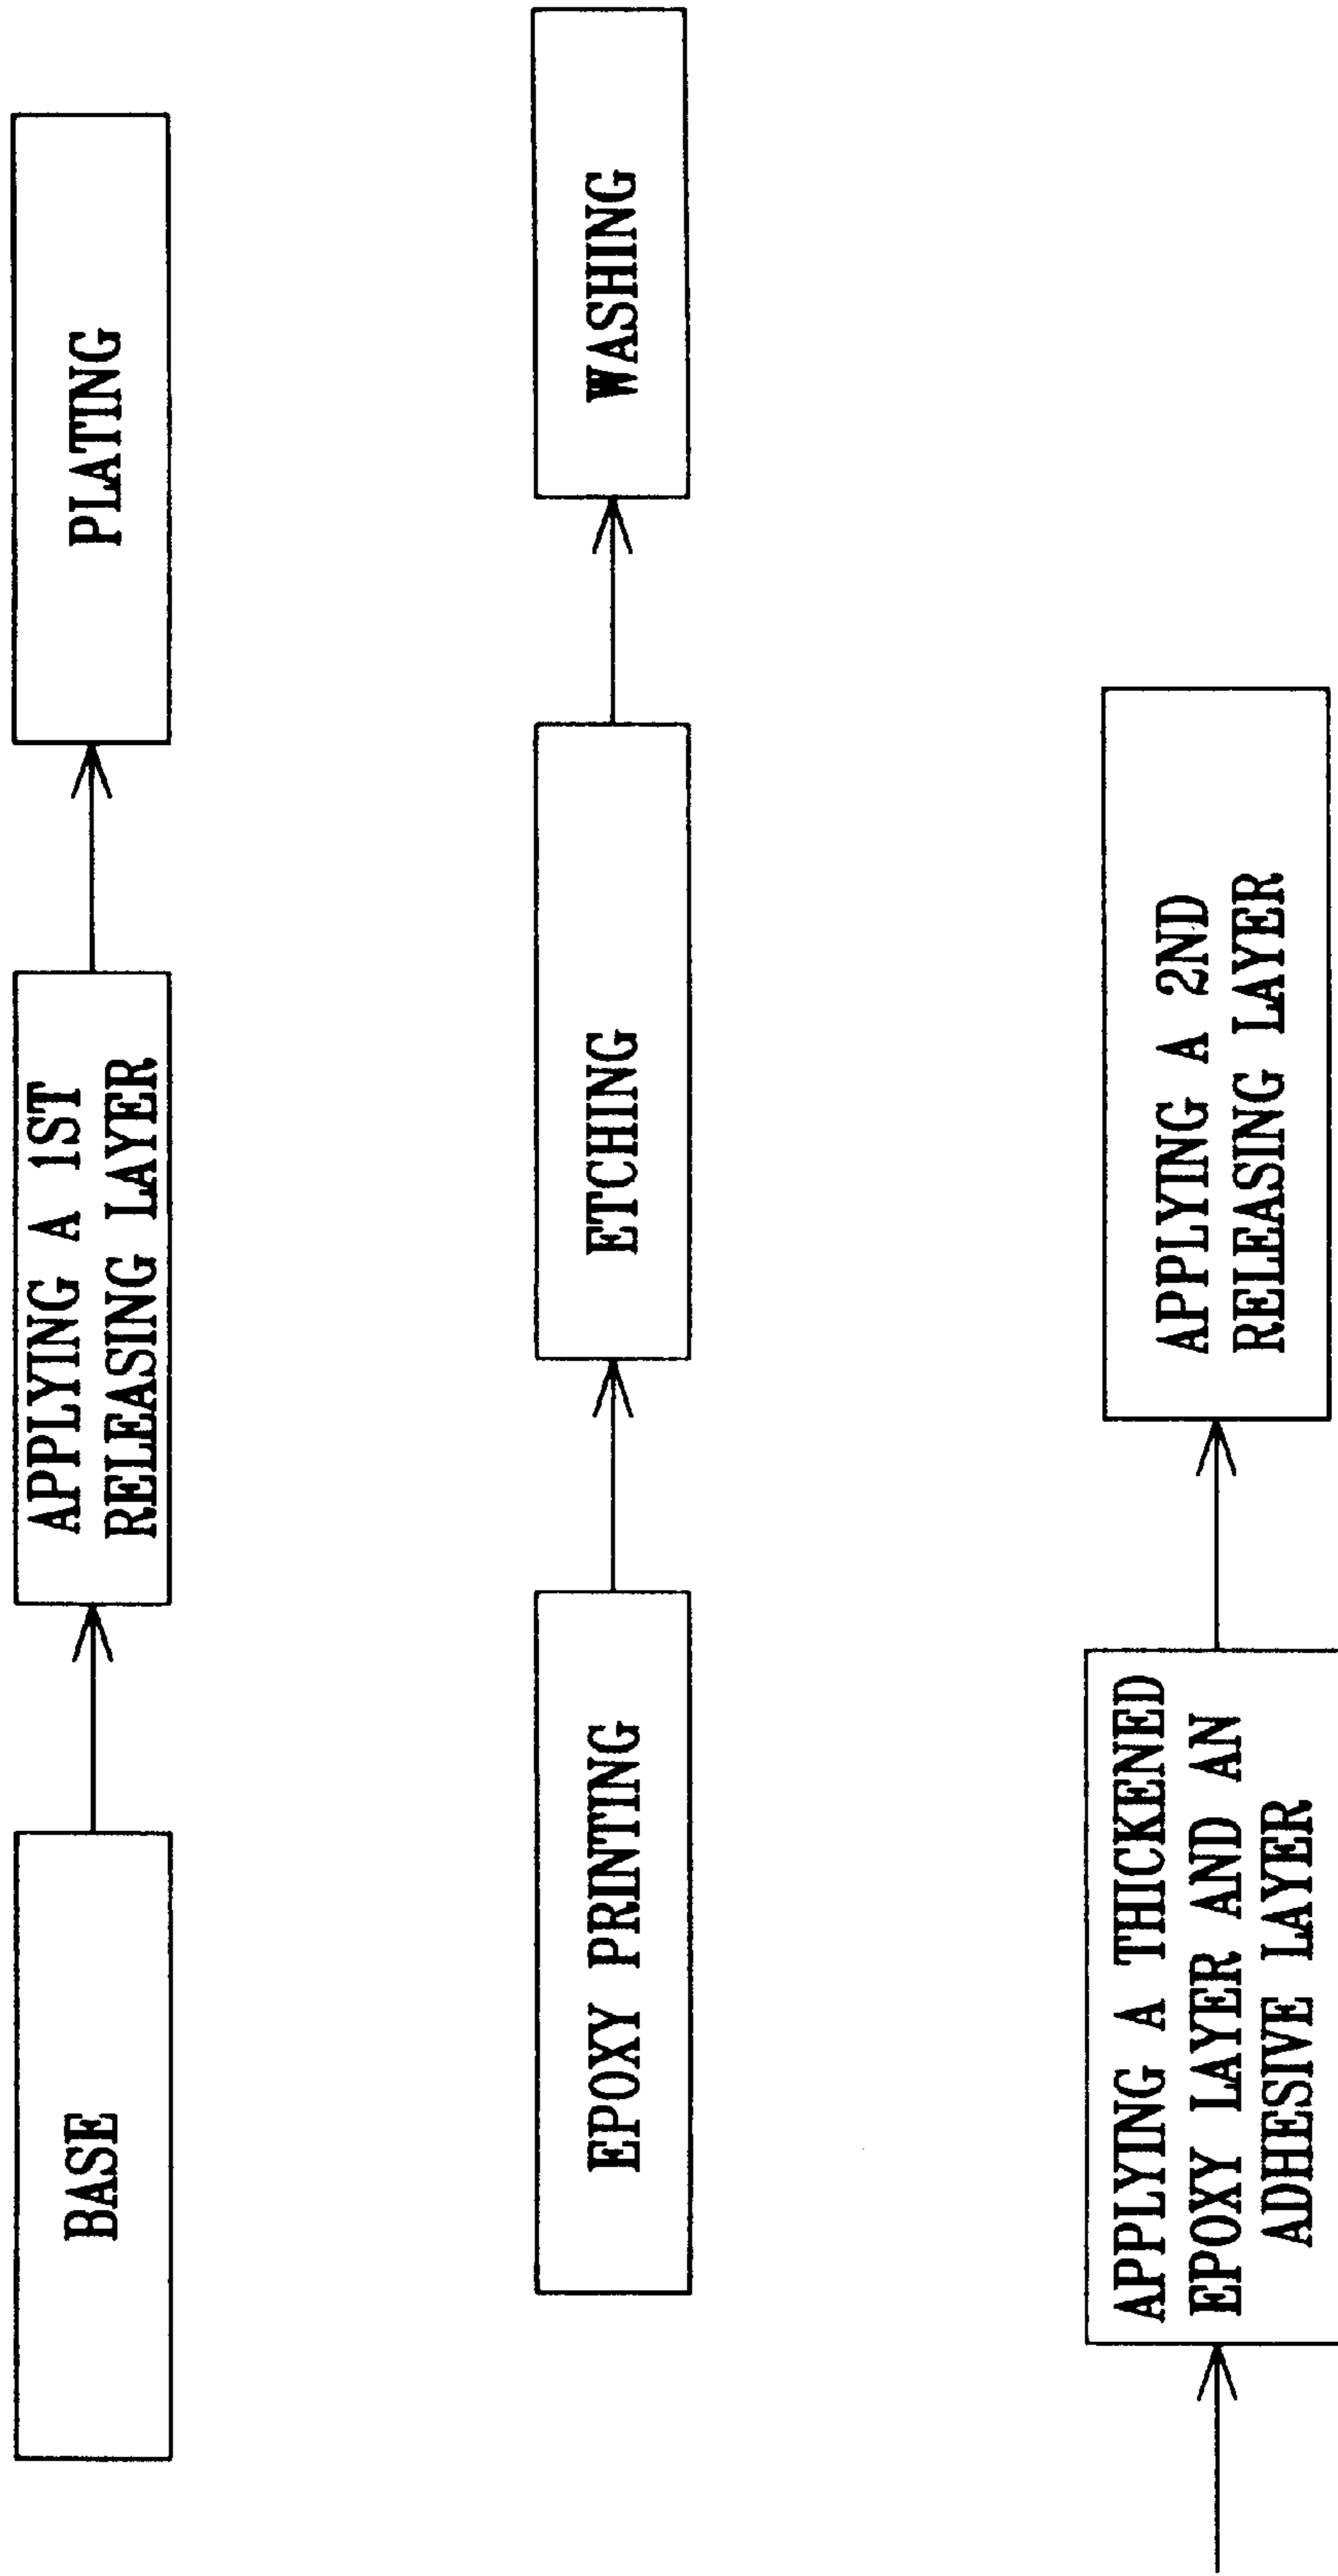 BASE
APPLYING A 1ST
RELEASING LAYER
PLATING
EPOXY PRINTING
ETCHING
WASHING
APPLYING A THICKENED
EPOXY LAYER AND AN
ADHESIVE LAYER
APPLYING A 2ND
RELEASING LAYER